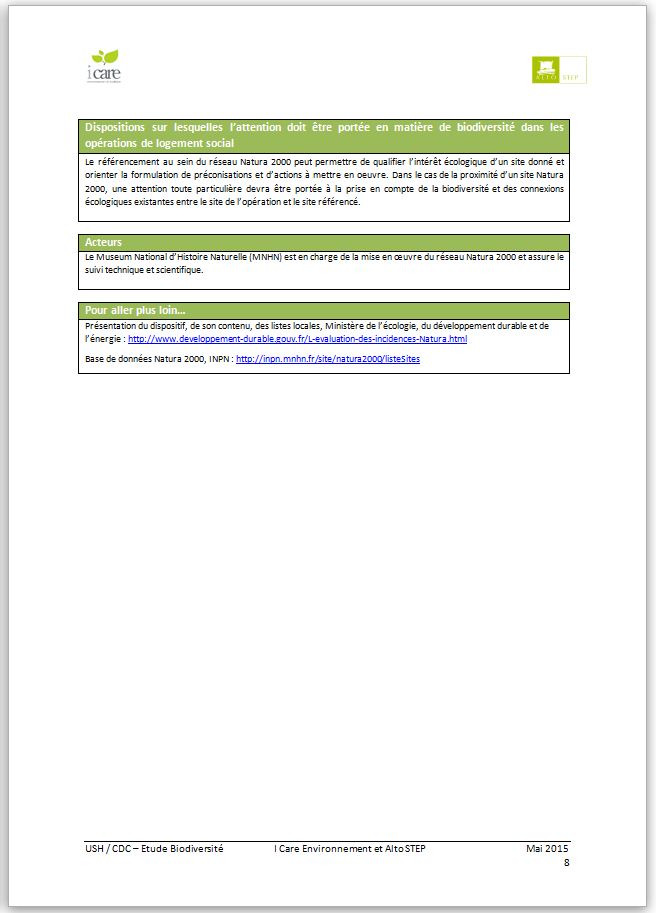 i care
ALTO STEP
Dispositions sur lesquelles l'attention doit être portée en matière de biodiversité dans les
opérations de logement social
Le référencement au sein du réseau Natura 2000 peut permettre de qualifier l'intérêt écologique d'un site donné et
orienter la formulation de préconisations et d'actions à mettre en oeuvre. Dans le cas de la proximité d'un site Natura
2000, une attention toute particulière devra être portée à la prise en compte de la biodiversité et des connexions
écologiques existantes entre le site de l'opération et le site référencé.
Acteurs
Le Museum National d'Histoire Naturelle (MNHN) est en charge de la mise en œuvre du réseau Natura 2000 et assure le
suivi technique et scientifique.
Pour aller plus loin...
Présentation du dispositif, de son contenu, des listes locales, Ministère de l'écologie, du développement durable et de
l'énergie : http://www.developpement-durable.gouv.fr/L-evaluation-des-incidences-Natura.html
Base de données Natura 2000, INPN : http://inpn.mnhn.fr/site/natura2000/listeSites
USH / CDC – Etude Biodiversité I Care Environnement et Alto STEP Mai 2015
8